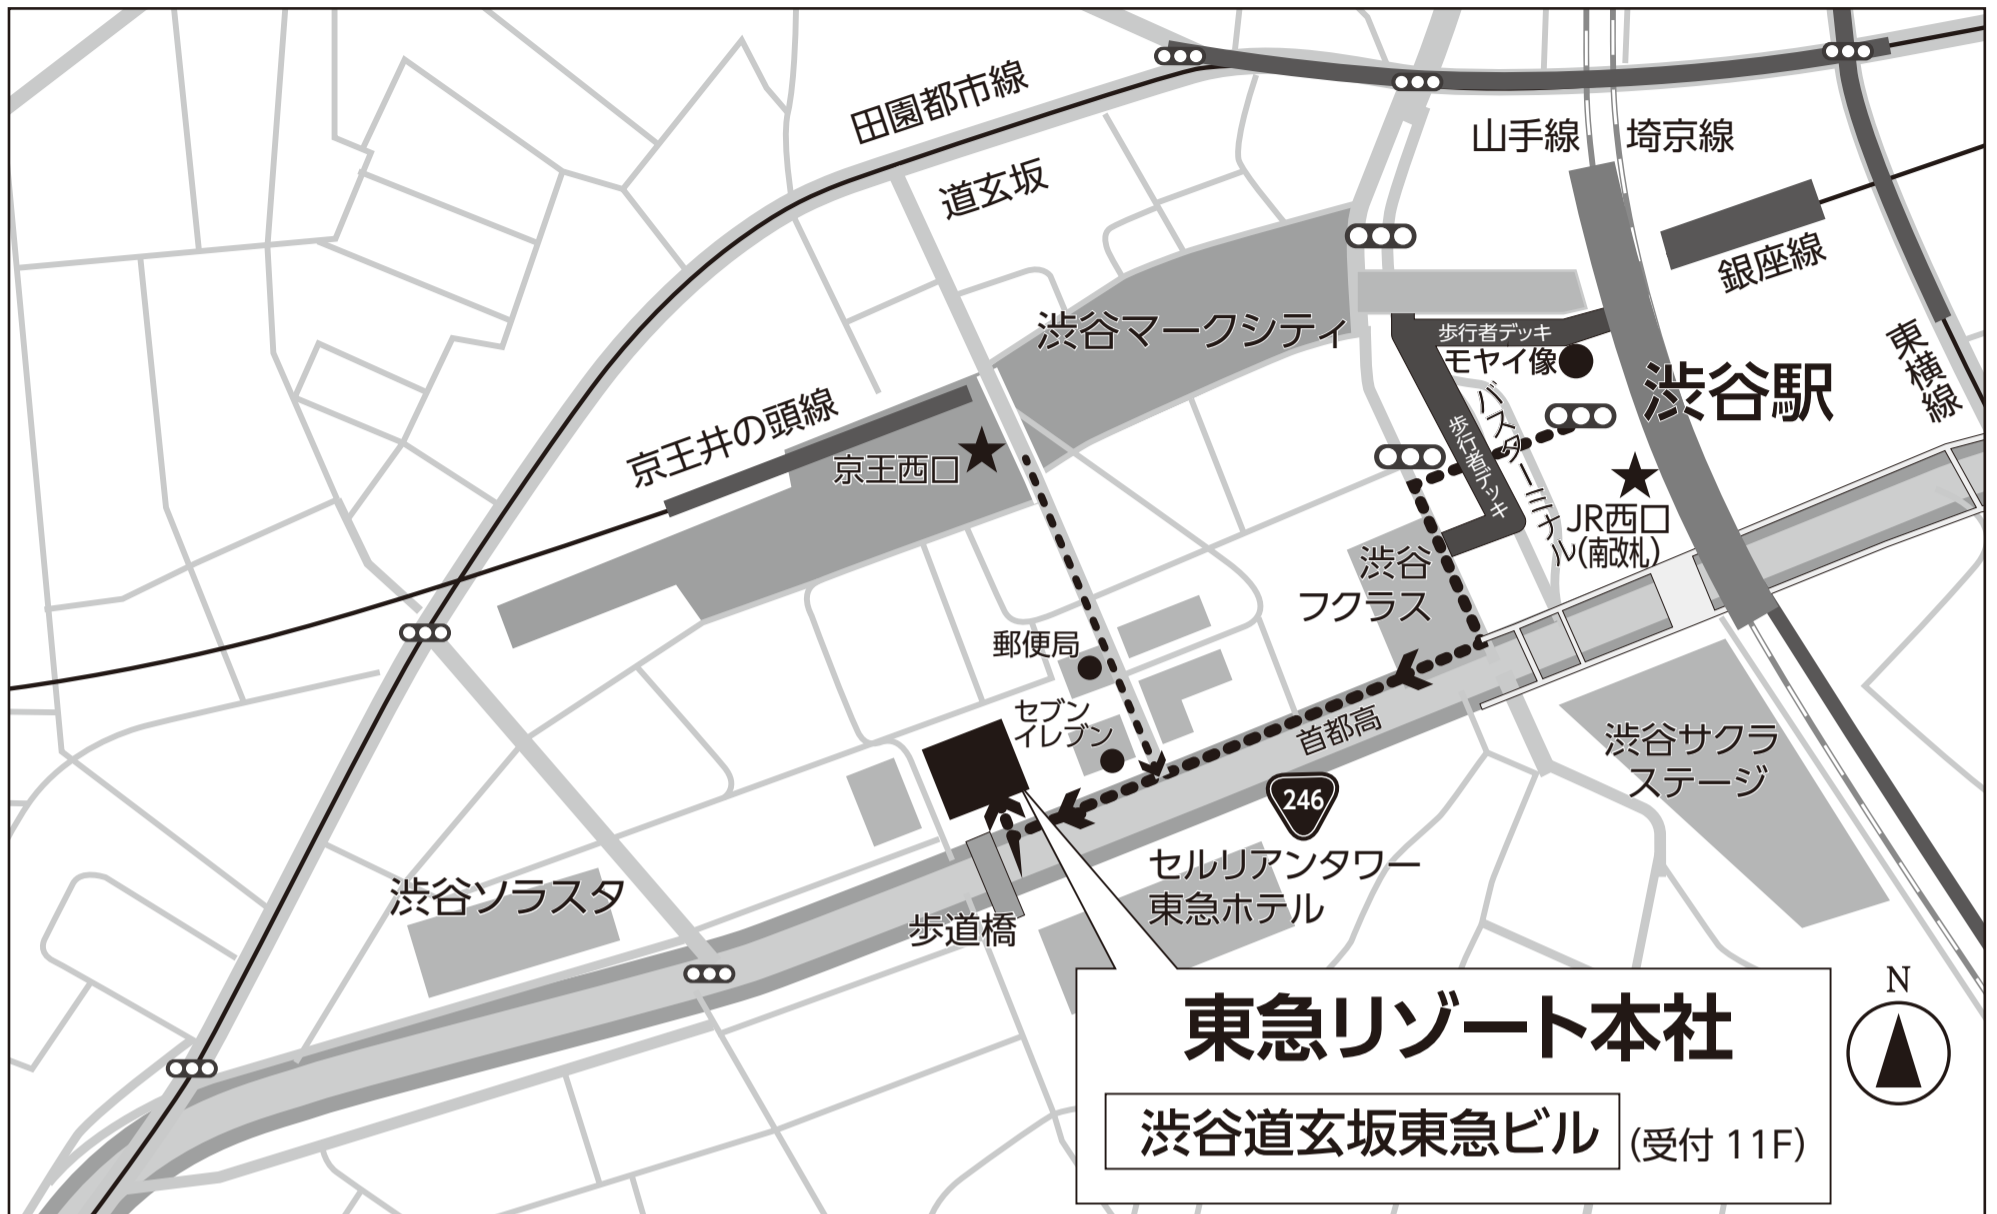 田園都市線
道玄坂
山手線
埼京線
銀座線
東横線
渋谷マークシティ
歩行者デッキ
モヤイ像
渋谷駅
バスターミナル
歩行者デッキ
京王井の頭線
京王西口
JR西口
(南改札)
渋谷
フクラス
郵便局
セブン
イレブン
首都高
246
渋谷サクラ
ステージ
セルリアンタワー
東急ホテル
渋谷ソラスタ
歩道橋
東急リゾート本社
渋谷道玄坂東急ビル
(受付 11F)
N